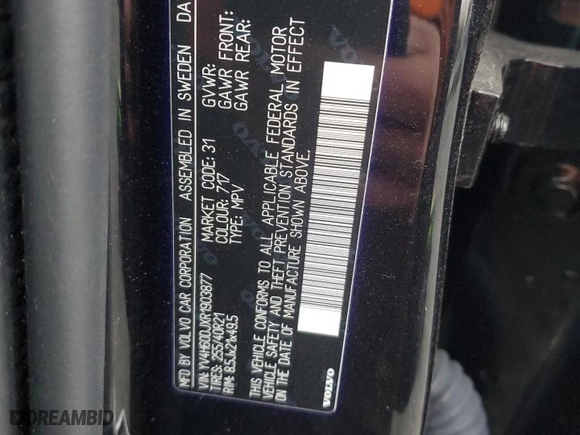 MFD BY VOLVO CAR CORPORATION ASSEMBLED IN SWEDEN DA
VIN: YV4H60LUXR1903877 MARKET CODE: 31 GVWR:
TIRES: 255/40R21 COLOUR: 717 GAWR FRONT:
RIM: 8.5Jx21x49.5 TYPE: MPV GAWR REAR:
THIS VEHICLE CONFORMS TO ALL APPLICABLE FEDERAL MOTOR
VEHICLE SAFETY AND THEFT PREVENTION STANDARDS IN EFFECT
ON THE DATE OF MANUFACTURE SHOWN ABOVE.
VOLVO
DREAMBID